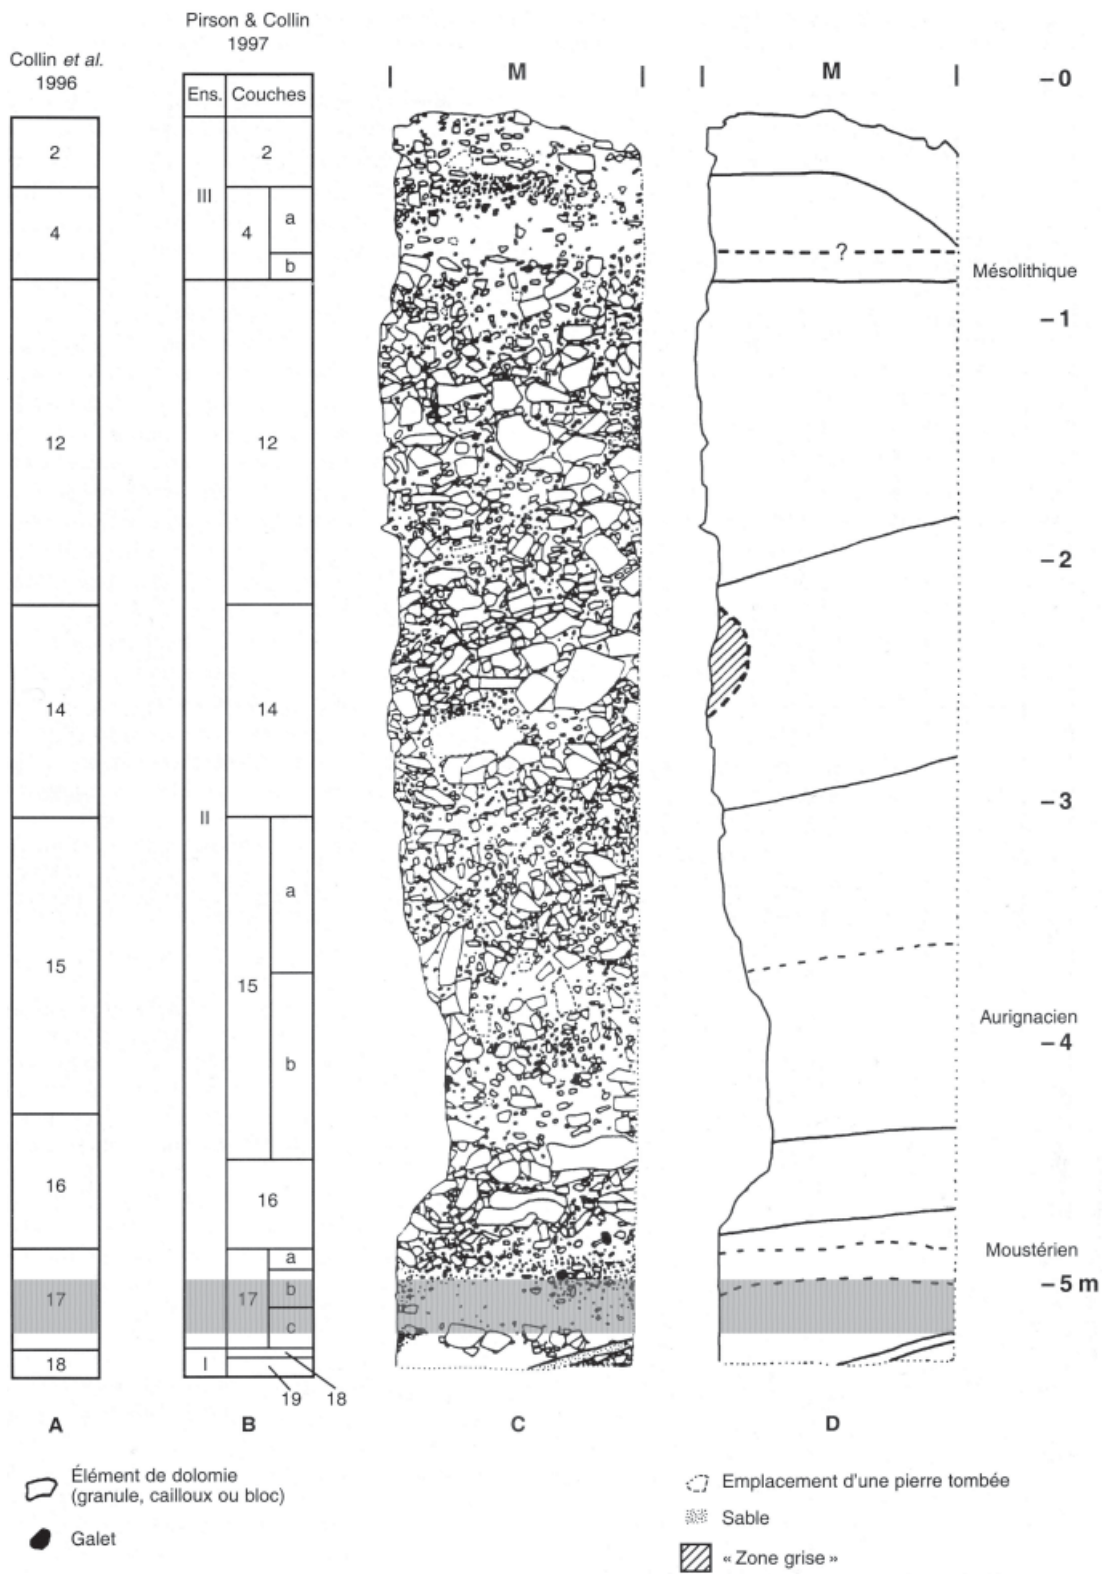 Pirson & Collin
1997
Collin et al.
1996
Ens. Couches
M
M
–0
2
4
12
14
15
16
17
18
III
II
I
2
4
a
b
12
14
15
a
b
16
17
a
b
c
19
18
?
Mésolithique
–1
–2
–3
Aurignacien
–4
Moustérien
–5 m
A
B
C
D
Élément de dolomie
(granule, cailloux ou bloc)
Galet
Emplacement d'une pierre tombée
Sable
« Zone grise »